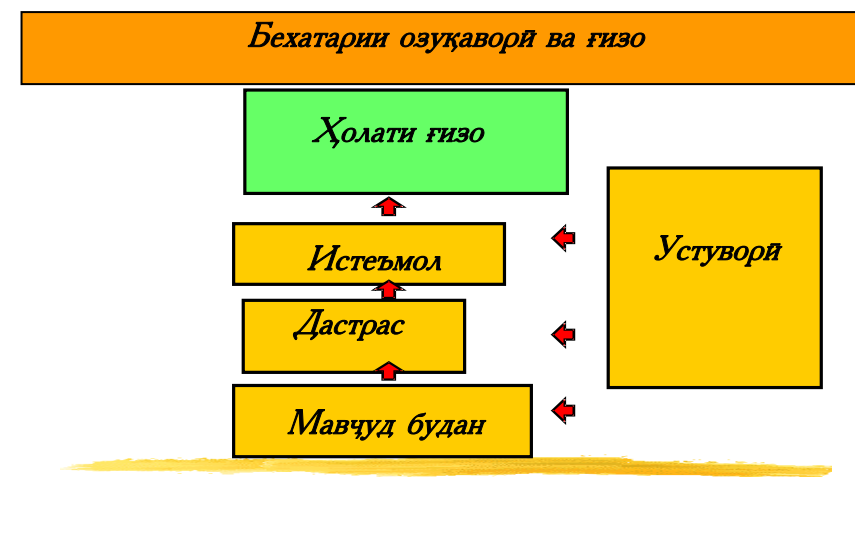 Бехатарии озуқаворӣ ва ғизо
Ҳолати ғизо
Истеъмол
Устуворӣ
Дастрас
Мавҷуд будан